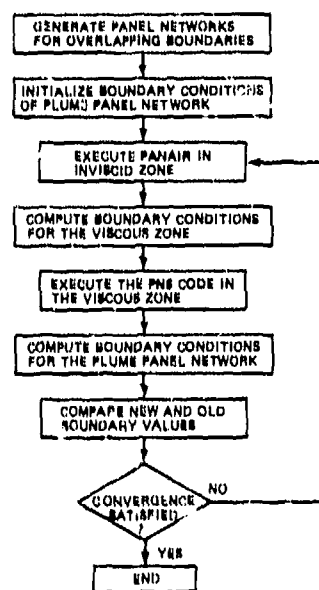 GENERATE PANEL NETWORKS
FOR OVERLAPPING BOUNDARIES
INITIALIZE BOUNDARY CONDITIONS
OF PLUME PANEL NETWORK
EXECUTE PANAIR IN
INVISCID ZONE
COMPUTE BOUNDARY CONDITIONS
FOR THE VISCOUS ZONE
EXECUTE THE PNS CODE IN
THE VISCOUS ZONE
COMPUTE BOUNDARY CONDITIONS
FOR THE PLUME PANEL NETWORK
COMPARE NEW AND OLD
BOUNDARY VALUES
CONVERGENCE
SATISFIED
?
NO
YES
END